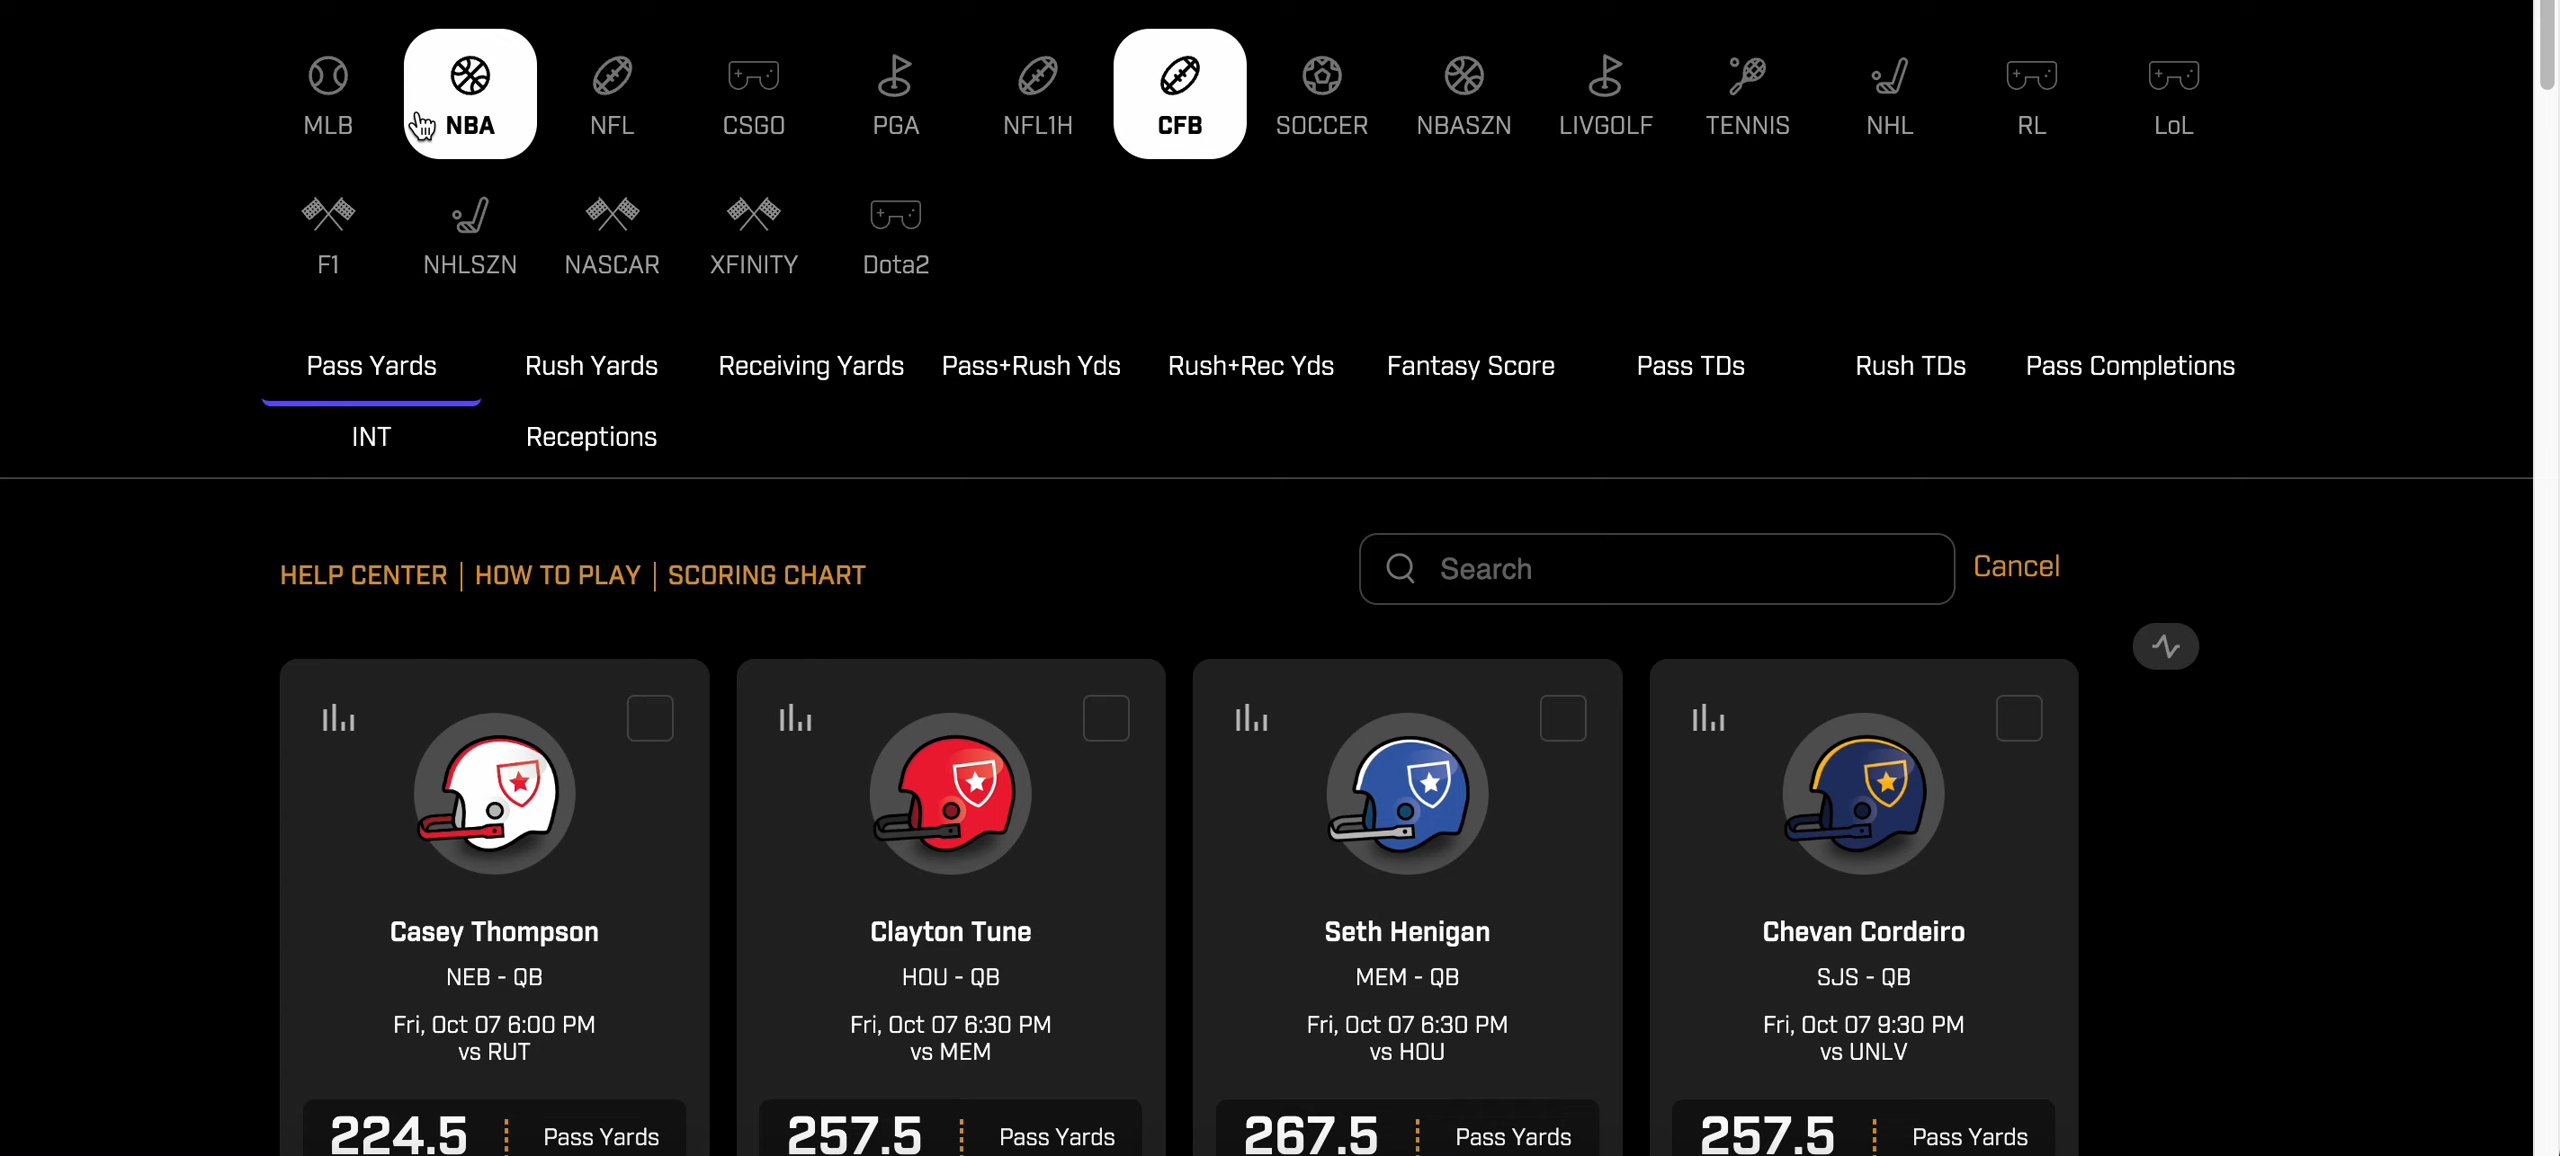 MLB NBA NFL CSGO PGA NFL1H CFB SOCCER NBASZN LIVGOLF TENNIS NHL RL LoL
F1 NHLSZN NASCAR XFINITY Dota2
Pass Yards Rush Yards Receiving Yards Pass+Rush Yds Rush+Rec Yds Fantasy Score Pass TDs Rush TDs Pass Completions
INT Receptions
HELP CENTER | HOW TO PLAY | SCORING CHART
Search Cancel
Casey Thompson
NEB - QB
Fri, Oct 07 6:00 PM
vs RUT
224.5 Pass Yards
Clayton Tune
HOU - QB
Fri, Oct 07 6:30 PM
vs MEM
257.5 Pass Yards
Seth Henigan
MEM - QB
Fri, Oct 07 6:30 PM
vs HOU
267.5 Pass Yards
Chevan Cordeiro
SJS - QB
Fri, Oct 07 9:30 PM
vs UNLV
257.5 Pass Yards